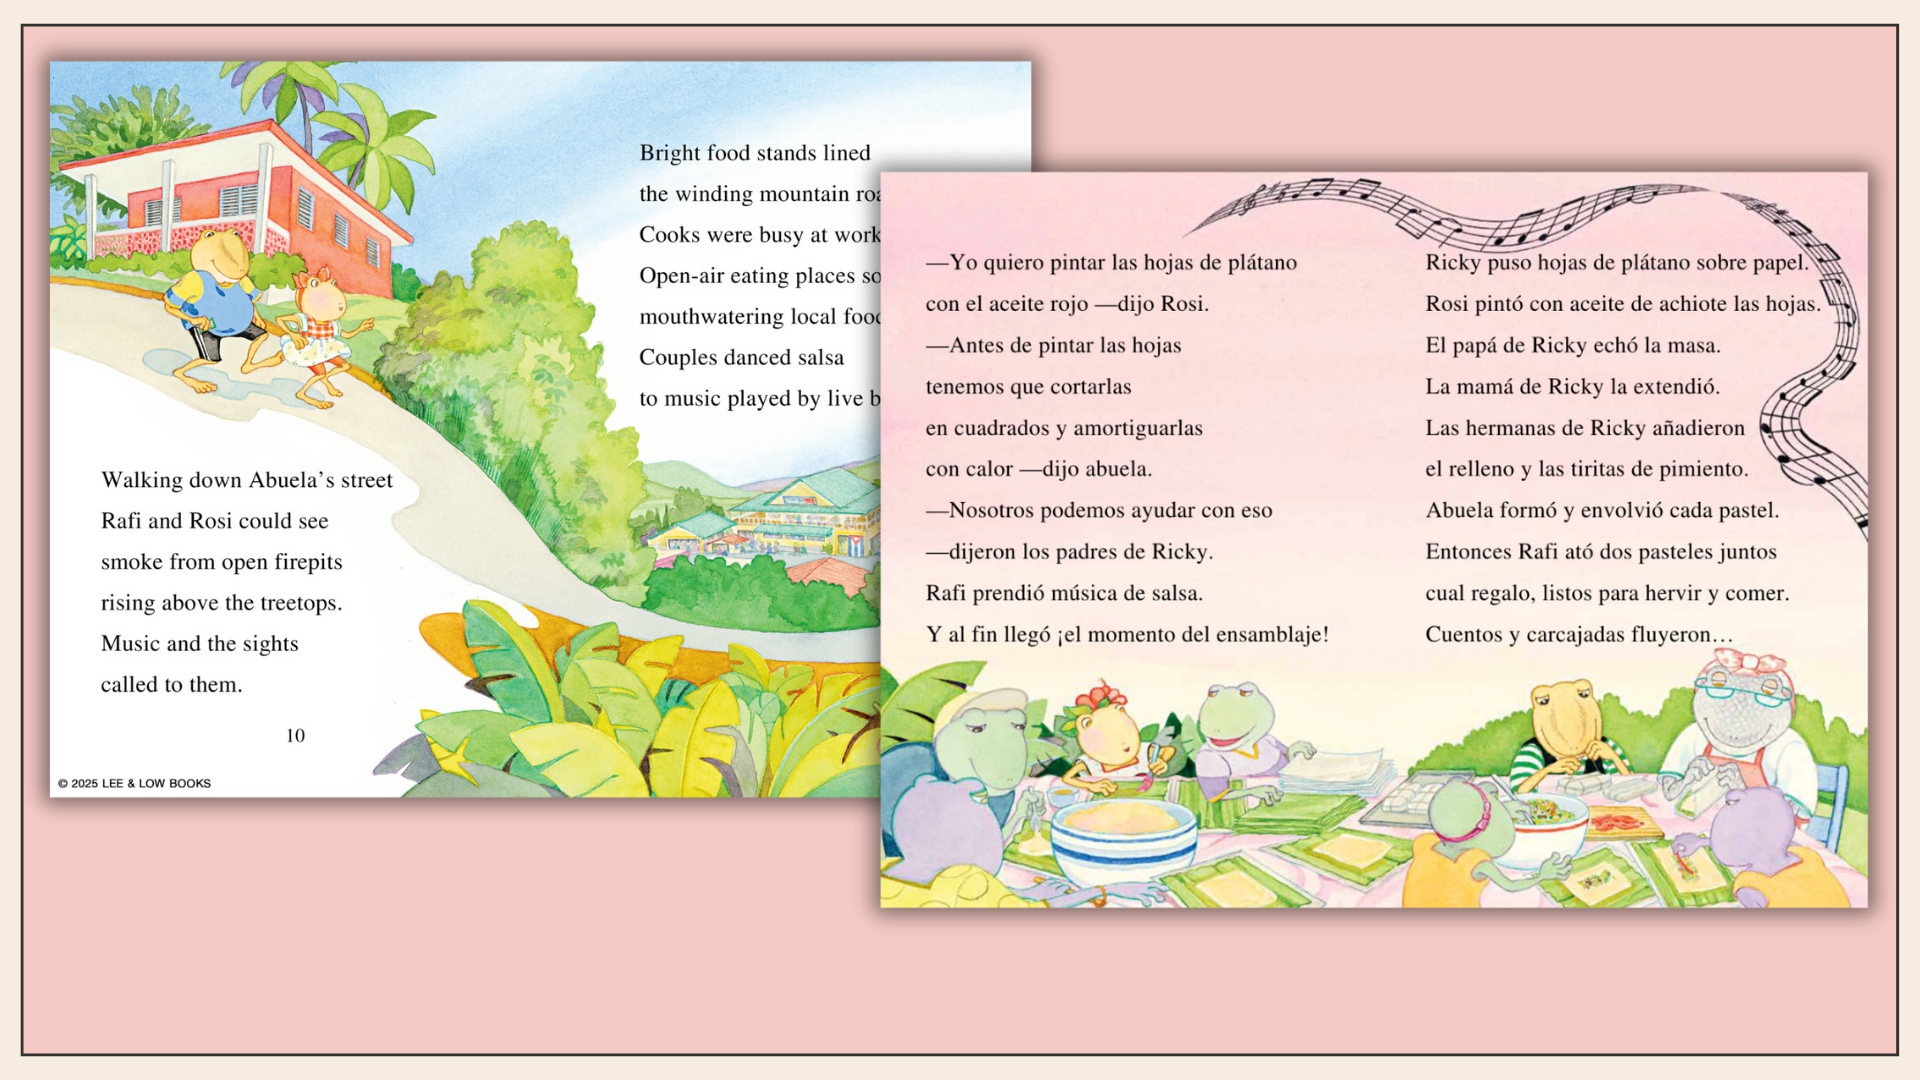 Walking down Abuela’s street
Rafi and Rosi could see
smoke from open firepits
rising above the treetops.
Music and the sights
called to them.
10
© 2025 LEE & LOW BOOKS
Bright food stands lined
the winding mountain
Cooks were busy at work
Open-air eating places
mouthwatering local
Couples danced salsa
to music played by live
—Yo quiero pintar las hojas de plátano
con el aceite rojo —dijo Rosi.
—Antes de pintar las hojas
tenemos que cortarlas
en cuadrados y amortiguarlas
con calor —dijo abuela.
—Nosotros podemos ayudar con eso
—dijeron los padres de Ricky.
Rafi prendió música de salsa.
Y al fin llegó ¡el momento del ensamblaje!
Ricky puso hojas de plátano sobre papel.
Rosi pintó con aceite de achiote las hojas.
El papá de Ricky echó la masa.
La mamá de Ricky la extendió.
Las hermanas de Ricky añadieron
el relleno y las tiritas de pimiento.
Abuela formó y envolvió cada pastel.
Entonces Rafi ató dos pasteles juntos
cual regalo, listos para hervir y comer.
Cuentos y carcajadas fluyeron…